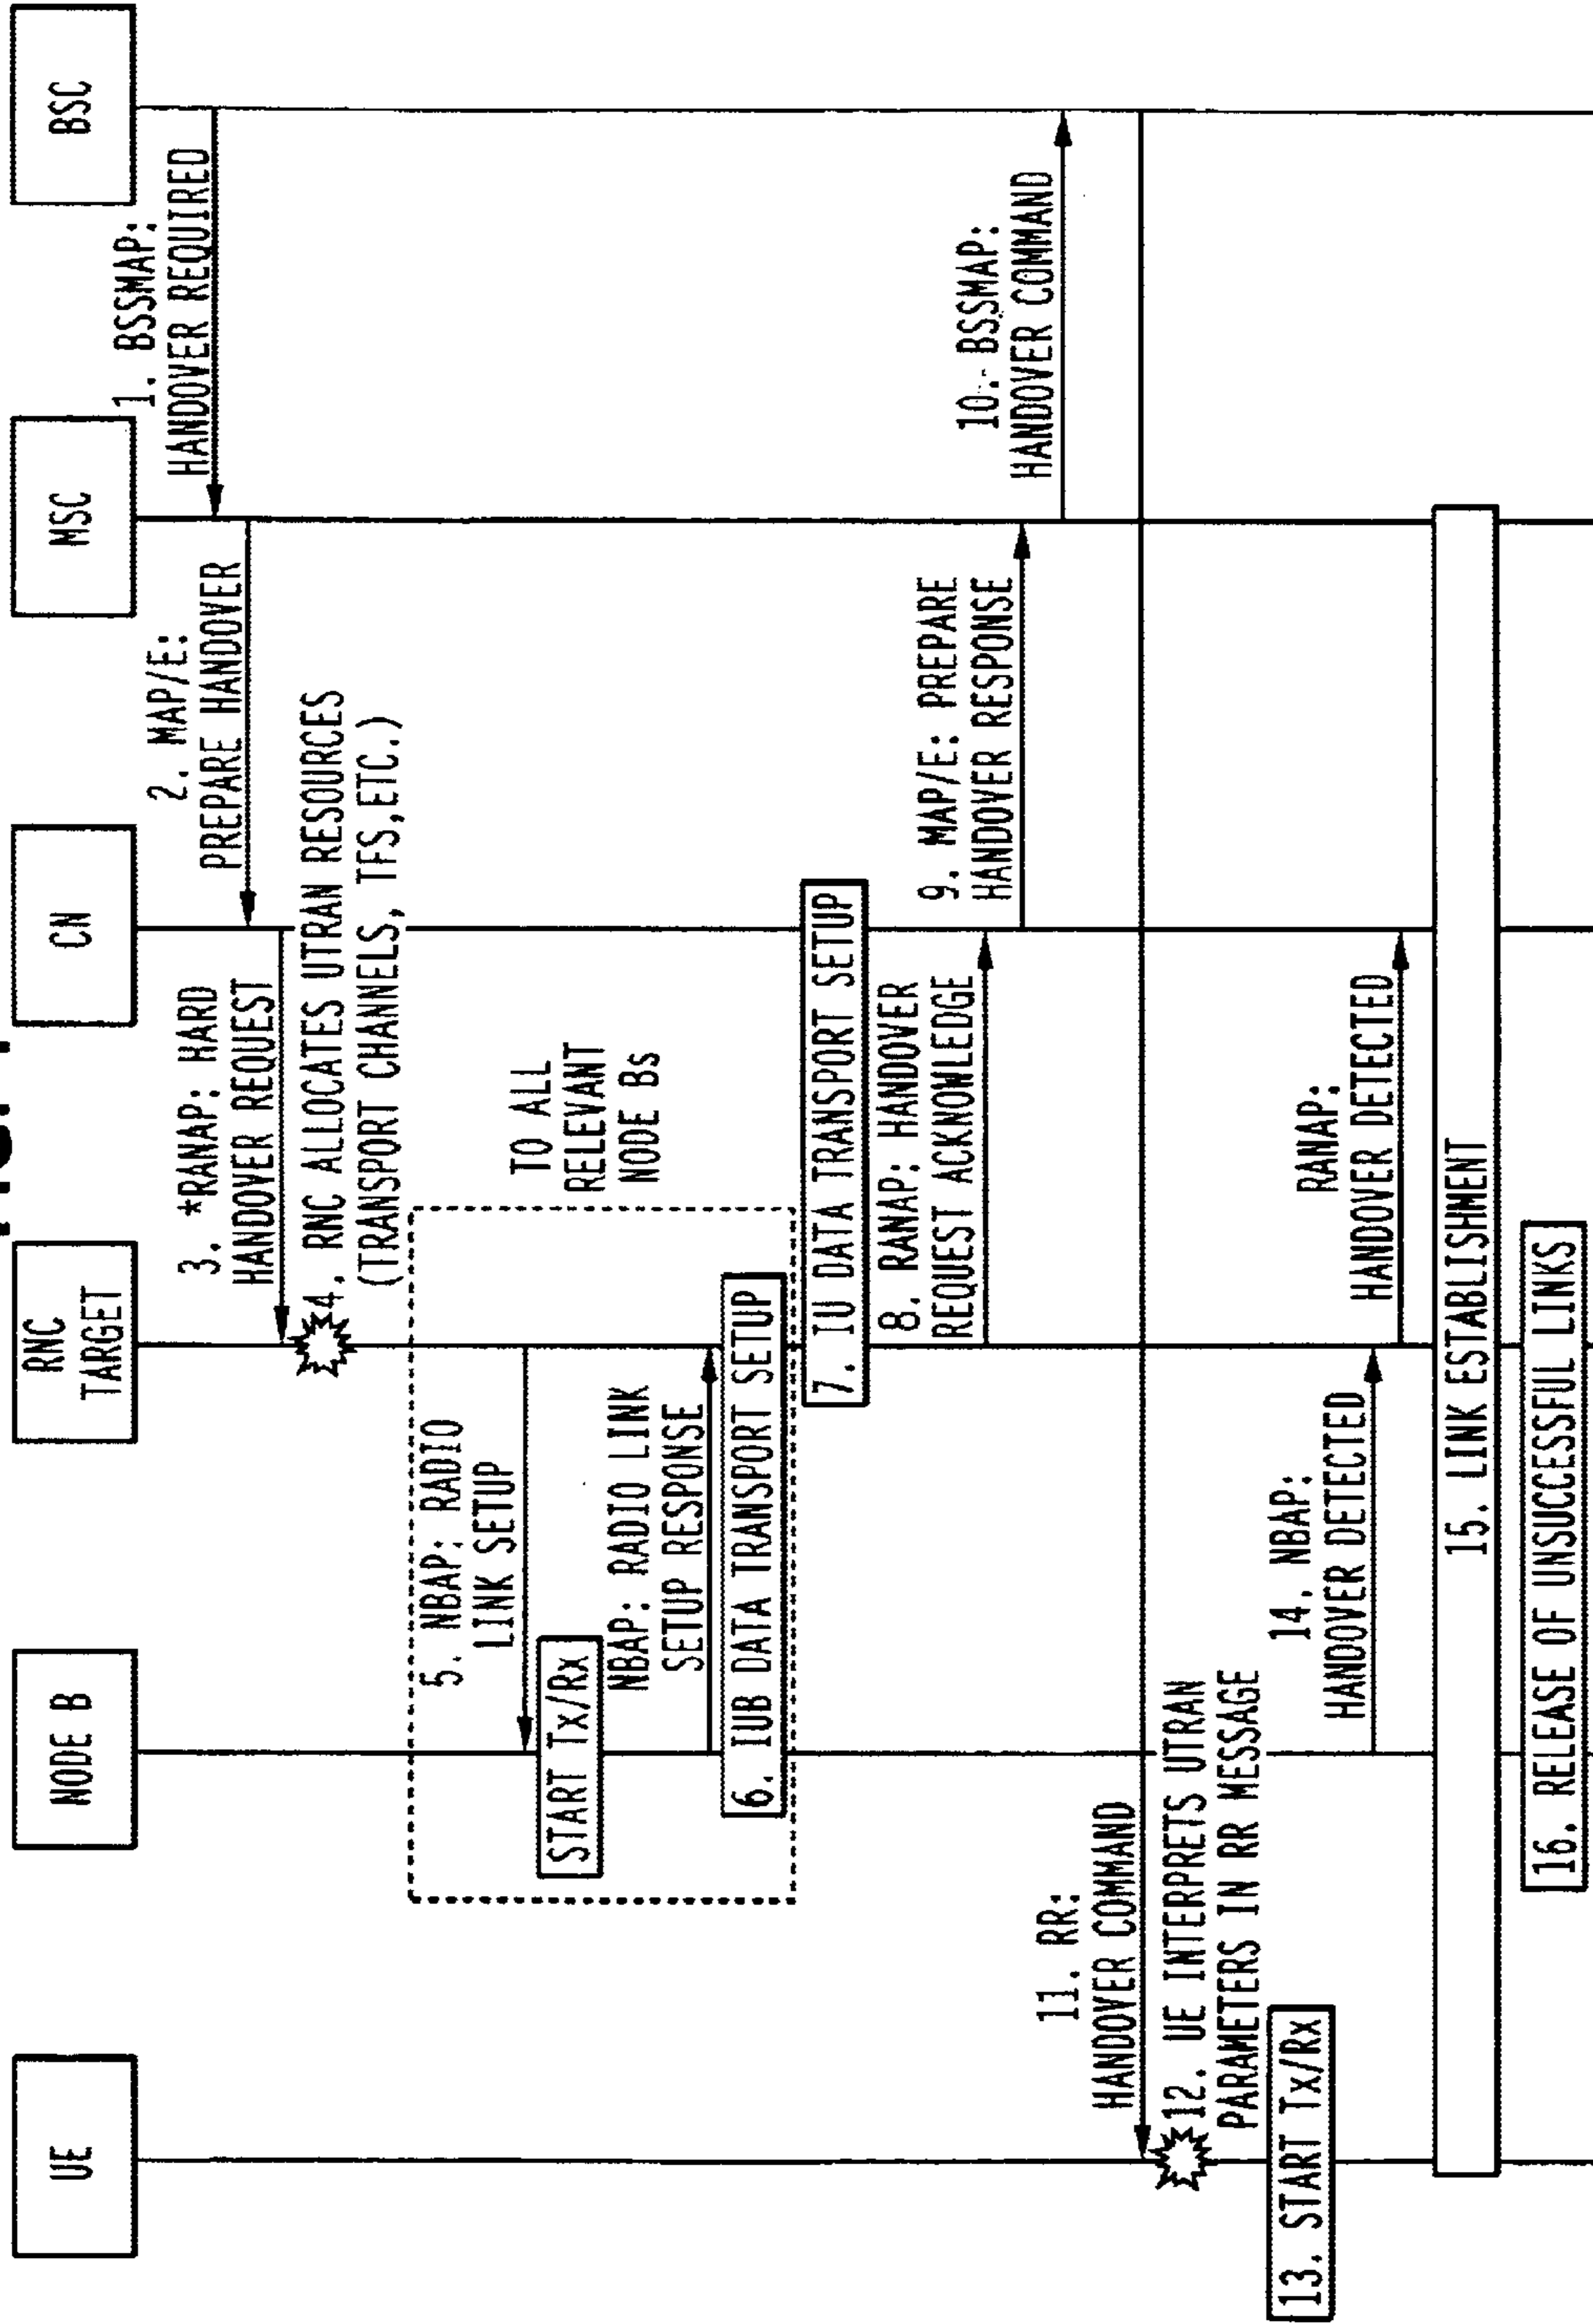 UE
NODE B
RNC
TARGET
CN
MSC
BSC
1. BSSMAP:
HANDOVER REQUIRED
2. MAP/E:
PREPARE HANDOVER
3. *RANAP: HARD
HANDOVER REQUEST
4. RNC ALLOCATES UTRAN RESOURCES
(TRANSPORT CHANNELS, TFS,ETC.)
5. NBAP: RADIO
LINK SETUP
TO ALL
RELEVANT
NODE Bs
START Tx/Rx
NBAP: RADIO LINK
SETUP RESPONSE
6. IUB DATA TRANSPORT SETUP
7. IU DATA TRANSPORT SETUP
8. RANAP: HANDOVER
REQUEST ACKNOWLEDGE
9. MAP/E: PREPARE
HANDOVER RESPONSE
10. BSSMAP:
HANDOVER COMMAND
11. RR:
HANDOVER COMMAND
12. UE INTERPRETS UTRAN
PARAMETERS IN RR MESSAGE
13. START Tx/Rx
14. NBAP:
HANDOVER DETECTED
RANAP:
HANDOVER DETECTED
15. LINK ESTABLISHMENT
16. RELEASE OF UNSUCCESSFUL LINKS